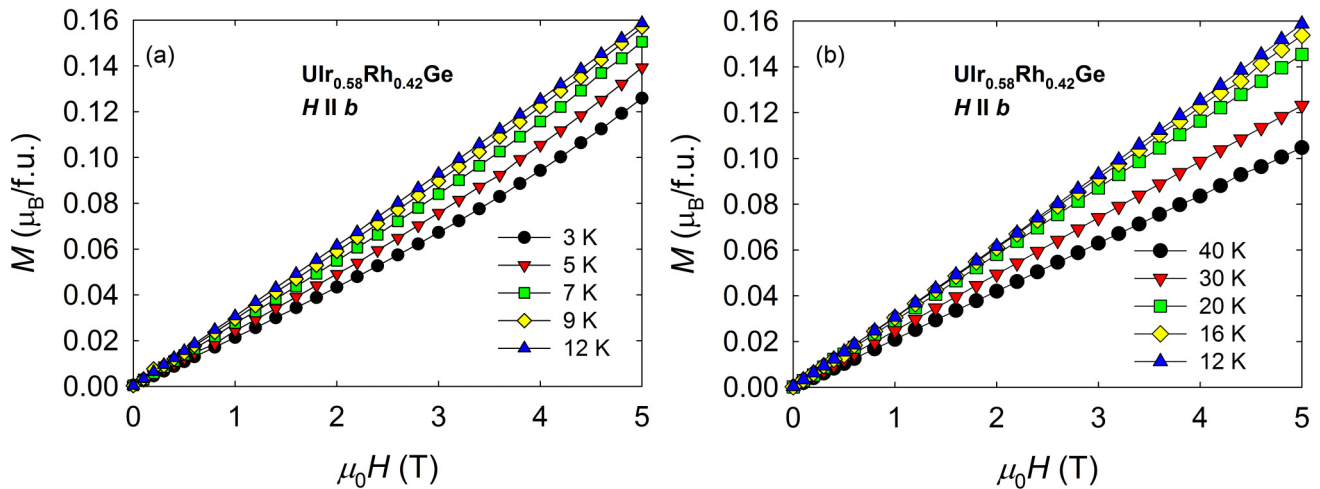 (a)
UIr0.58Rh0.42Ge
H II b
M (μB/f.u.)
0.16
0.14
0.12
0.10
0.08
0.06
0.04
0.02
0.00
3 K
5 K
7 K
9 K
12 K
0 1 2 3 4 5
μ0H (T)
(b)
UIr0.58Rh0.42Ge
H II b
M (μB/f.u.)
0.16
0.14
0.12
0.10
0.08
0.06
0.04
0.02
0.00
40 K
30 K
20 K
16 K
12 K
0 1 2 3 4 5
μ0H (T)